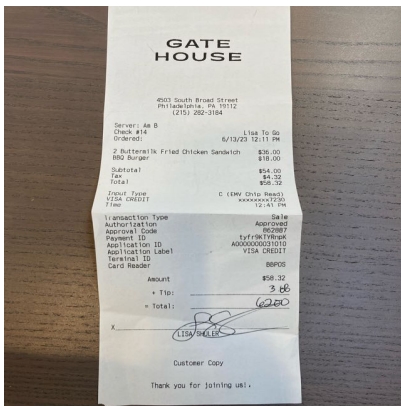 GATE
HOUSE
4503 South Broad Street
Philadelphia, PA 19112
(215) 282-3184
Server: Am B
Check #14 Lisa To Go
Ordered: 6/13/23 12:11 PM
2 Buttermilk Fried Chicken Sandwich $36.00
BBQ Burger $18.00
Subtotal $54.00
Tax $4.32
Total $58.32
Input Type C (EMV Chip Read)
VISA CREDIT xxxxxxxx7230
Time 12:41 PM
Transaction Type Sale
Authorization Approved
Approval Code 862887
Payment ID tyfr9KTYRnpK
Application ID A0000000031010
Application Label VISA CREDIT
Terminal ID
Card Reader BBPOS
Amount $58.32
+ Tip: 3.68
= Total: 62.00
X
LISA SHULER
Customer Copy
Thank you for joining us!.